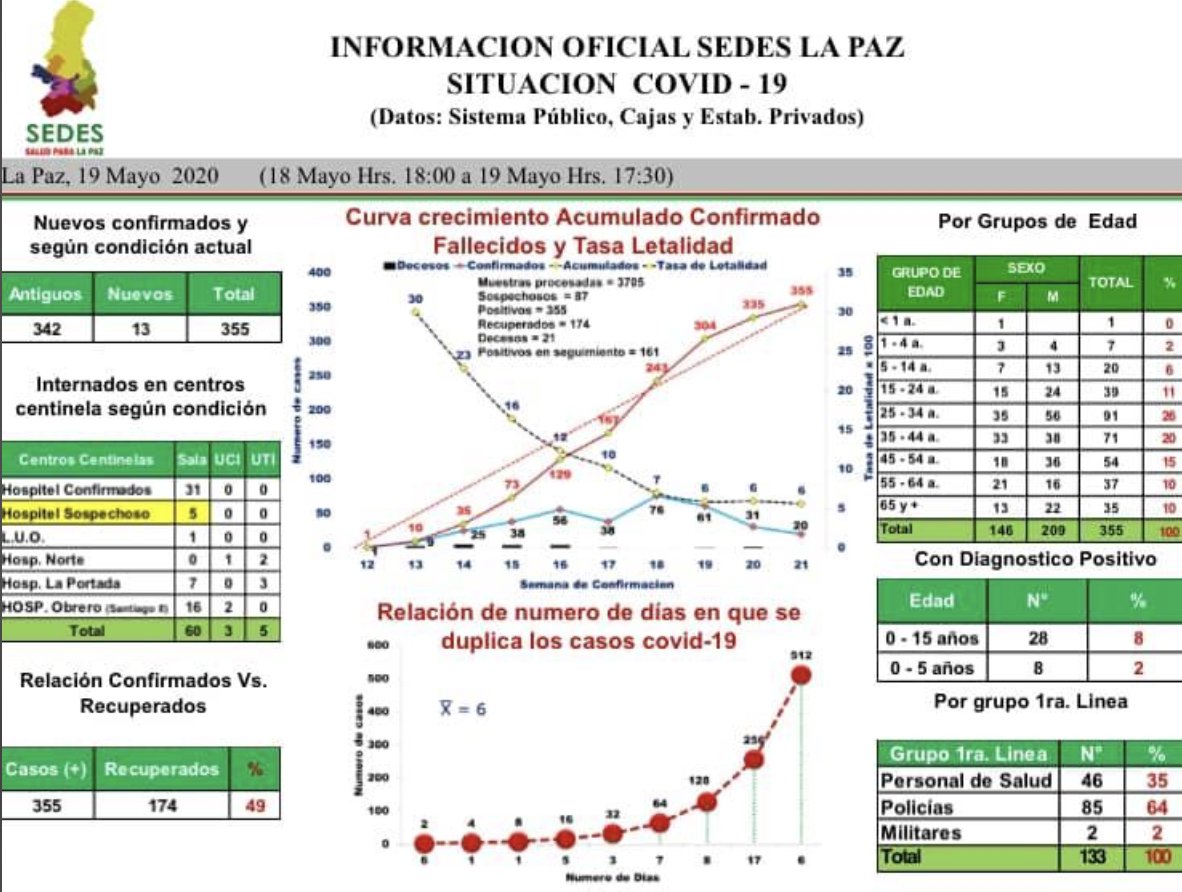 INFORMACION OFICIAL SEDES LA PAZ
SITUACION COVID - 19
(Datos: Sistema Público, Cajas y Estab. Privados)
SEDES
SALUD PARA LA PAZ
La Paz, 19 Mayo 2020 (18 Mayo Hrs. 18:00 a 19 Mayo Hrs. 17:30)
Nuevos confirmados y
según condición actual
Antiguos Nuevos Total
342 13 355
Internados en centros
centinela según condición
Centros Centinelas Sala UCI UTI
Hospitel Confirmados 31 0 0
Hospitel Sospechoso 5 0 0
L.U.O. 1 0 0
Hosp. Norte 0 1 2
Hosp. La Portada 7 0 3
HOSP. Obrero (Santiago II) 16 2 0
Total 60 3 5
Relación Confirmados Vs.
Recuperados
Casos (+) Recuperados %
355 174 49
Curva crecimiento Acumulado Confirmado
Fallecidos y Tasa Letalidad
Decesos Confirmados Acumulados Tasa de Letalidad
Muestras procesadas = 3705
Sospechosos = 87
Positivos = 355
Recuperados = 174
Decesos = 21
Positivos en seguimiento = 161
Numero de casos
400
350
300
250
200
150
100
50
0
35
30
25
20
15
10
5
0
Tasa de Letalidad x 100
30 23 16 12 10 7 6 6 6
1 10 35 73 129 167 243 304 335 355
9 25 38 56 38 76 61 31 20
12 13 14 15 16 17 18 19 20 21
Semana de Confirmacion
Relación de numero de días en que se
duplica los casos covid-19
X̅ = 6
Numero de casos
600
500
400
300
200
100
0
2 4 8 16 32 64 128 256 512
6 1 1 5 3 7 8 17 6
Numero de Dias
Por Grupos de Edad
GRUPO DE EDAD SEXO TOTAL %
F M
< 1 a. 1 1 0
1 - 4 a. 3 4 7 2
5 - 14 a. 7 13 20 6
15 - 24 a. 15 24 39 11
25 - 34 a. 35 56 91 26
35 - 44 a. 33 38 71 20
45 - 54 a. 18 36 54 15
55 - 64 a. 21 16 37 10
65 y + 13 22 35 10
Total 146 209 355 100
Con Diagnostico Positivo
Edad N° %
0 - 15 años 28 8
0 - 5 años 8 2
Por grupo 1ra. Linea
Grupo 1ra. Linea N° %
Personal de Salud 46 35
Policías 85 64
Militares 2 2
Total 133 100